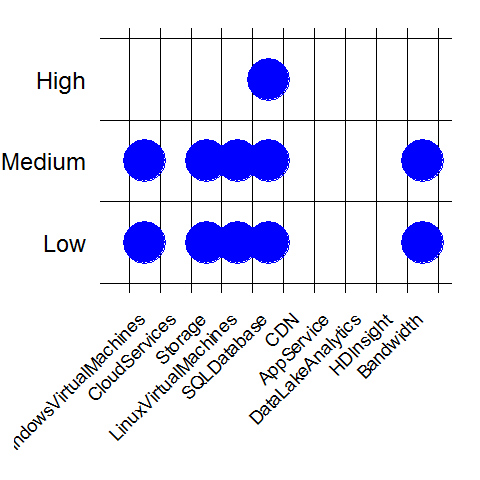 High
Medium
Low
ndowsVirtualMachines
CloudServices
Storage
LinuxVirtualMachines
SQLDatabase
CDN
AppService
DataLakeAnalytics
HDInsight
Bandwidth